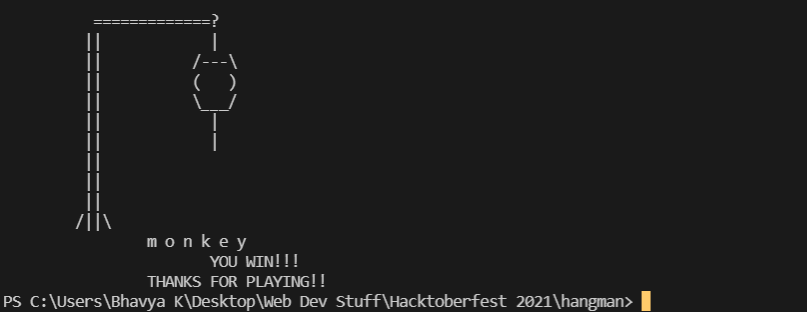 =============?
||            |
||          /---\
||          (   )
||          \___/
||            |
||            |
||
||
||
/||\
m o n k e y
YOU WIN!!!
THANKS FOR PLAYING!!
PS C:\Users\Bhavya K\Desktop\Web Dev Stuff\Hacktoberfest 2021\hangman>